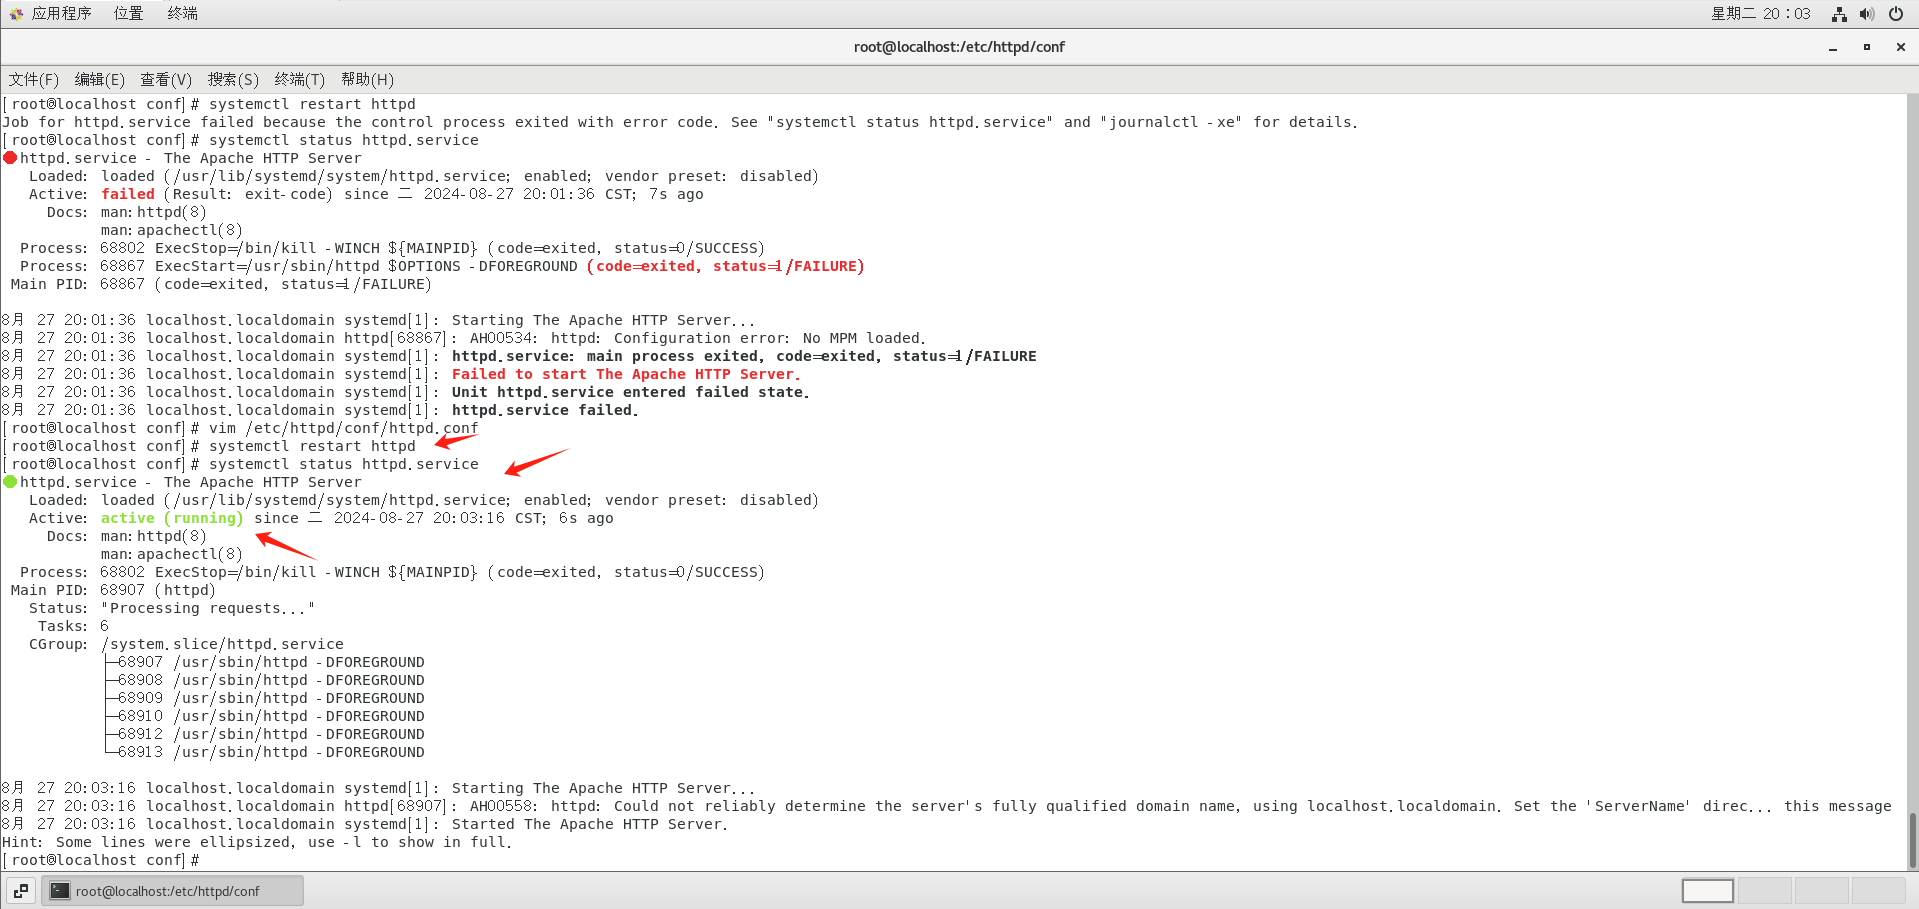 应用程序 位置 终端 星期二 20：03
root@localhost:/etc/httpd/conf
文件(F) 编辑(E) 查看(V) 搜索(S) 终端(T) 帮助(H)
[root@localhost conf]# systemctl restart httpd
Job for httpd.service failed because the control process exited with error code. See "systemctl status httpd.service" and "journalctl -xe" for details.
[root@localhost conf]# systemctl status httpd.service
httpd.service - The Apache HTTP Server
Loaded: loaded (/usr/lib/systemd/system/httpd.service; enabled; vendor preset: disabled)
Active: failed (Result: exit-code) since 二 2024-08-27 20:01:36 CST; 7s ago
Docs: man:httpd(8)
man:apachectl(8)
Process: 68802 ExecStop=/bin/kill -WINCH ${MAINPID} (code=exited, status=0/SUCCESS)
Process: 68867 ExecStart=/usr/sbin/httpd $OPTIONS -DFOREGROUND (code=exited, status=1/FAILURE)
Main PID: 68867 (code=exited, status=1/FAILURE)
8月 27 20:01:36 localhost.localdomain systemd[1]: Starting The Apache HTTP Server...
8月 27 20:01:36 localhost.localdomain httpd[68867]: AH00534: httpd: Configuration error: No MPM loaded.
8月 27 20:01:36 localhost.localdomain systemd[1]: httpd.service: main process exited, code=exited, status=1/FAILURE
8月 27 20:01:36 localhost.localdomain systemd[1]: Failed to start The Apache HTTP Server.
8月 27 20:01:36 localhost.localdomain systemd[1]: Unit httpd.service entered failed state.
8月 27 20:01:36 localhost.localdomain systemd[1]: httpd.service failed.
[root@localhost conf]# vim /etc/httpd/conf/httpd.conf
[root@localhost conf]# systemctl restart httpd
[root@localhost conf]# systemctl status httpd.service
httpd.service - The Apache HTTP Server
Loaded: loaded (/usr/lib/systemd/system/httpd.service; enabled; vendor preset: disabled)
Active: active (running) since 二 2024-08-27 20:03:16 CST; 6s ago
Docs: man:httpd(8)
man:apachectl(8)
Process: 68802 ExecStop=/bin/kill -WINCH ${MAINPID} (code=exited, status=0/SUCCESS)
Main PID: 68907 (httpd)
Status: "Processing requests..."
Tasks: 6
CGroup: /system.slice/httpd.service
├─68907 /usr/sbin/httpd -DFOREGROUND
├─68908 /usr/sbin/httpd -DFOREGROUND
├─68909 /usr/sbin/httpd -DFOREGROUND
├─68910 /usr/sbin/httpd -DFOREGROUND
├─68912 /usr/sbin/httpd -DFOREGROUND
└─68913 /usr/sbin/httpd -DFOREGROUND
8月 27 20:03:16 localhost.localdomain systemd[1]: Starting The Apache HTTP Server...
8月 27 20:03:16 localhost.localdomain httpd[68907]: AH00558: httpd: Could not reliably determine the server's fully qualified domain name, using localhost.localdomain. Set the 'ServerName' direc... this message
8月 27 20:03:16 localhost.localdomain systemd[1]: Started The Apache HTTP Server.
Hint: Some lines were ellipsized, use -l to show in full.
[root@localhost conf]#
root@localhost:/etc/httpd/conf